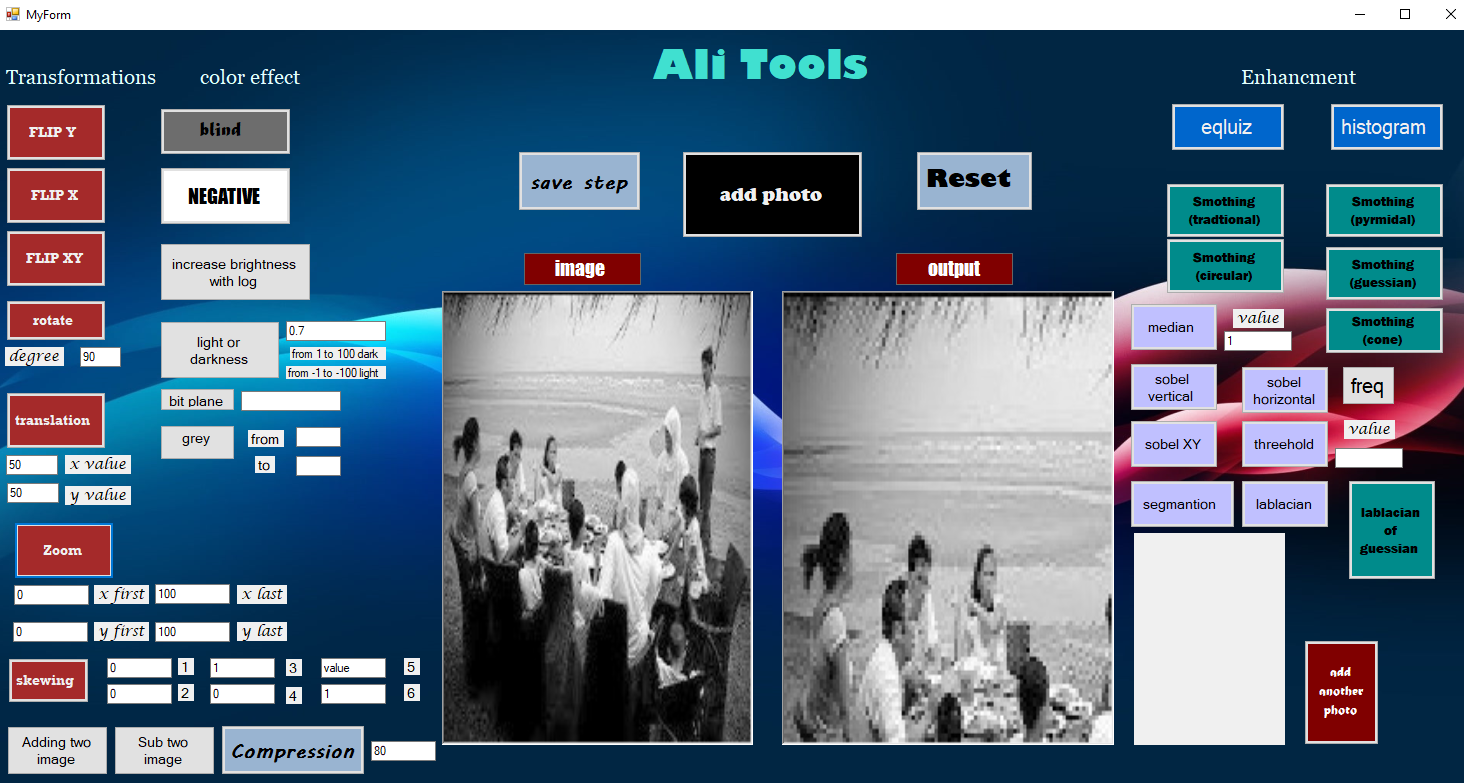 MyForm
Ali Tools
Transformations
color effect
Enhancment
FLIP Y
FLIP X
FLIP XY
rotate
degree
90
translation
50
x value
50
y value
Zoom
0
x first
100
x last
0
y first
100
y last
skewing
0
1
1
3
value
5
0
2
0
4
1
6
Adding two
image
Sub two
image
Compression
80
blind
NEGATIVE
increase brightness
with log
light or
darkness
0.7
from 1 to 100 dark
from -1 to -100 light
bit plane
grey
from
to
save step
add photo
Reset
image
output
eqluiz
histogram
Smothing
(tradtional)
Smothing
(pyrmidal)
Smothing
(circular)
Smothing
(guessian)
median
value
1
Smothing
(cone)
sobel
vertical
sobel
horizontal
freq
sobel XY
threehold
value
segmantion
lablacian
lablacian
of
guessian
add
another
photo